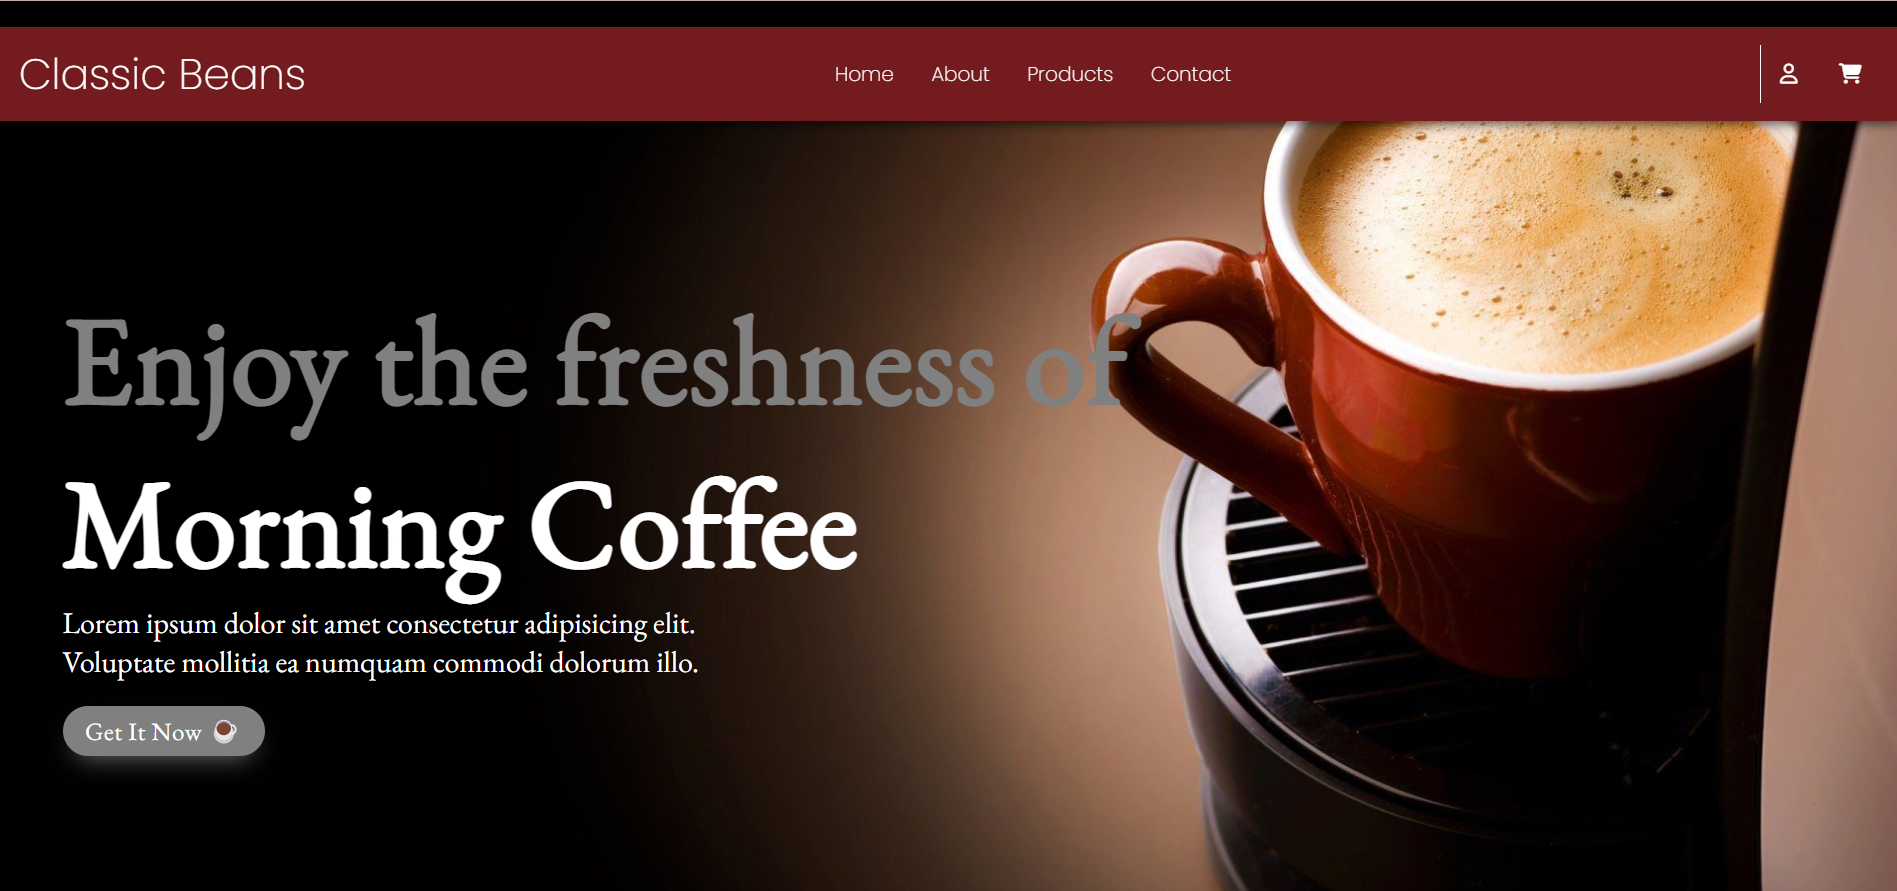 Classic Beans
Home About Products Contact
Enjoy the freshness of
Morning Coffee
Lorem ipsum dolor sit amet consectetur adipisicing elit.
Voluptate mollitia ea numquam commodi dolorum illo.
Get It Now